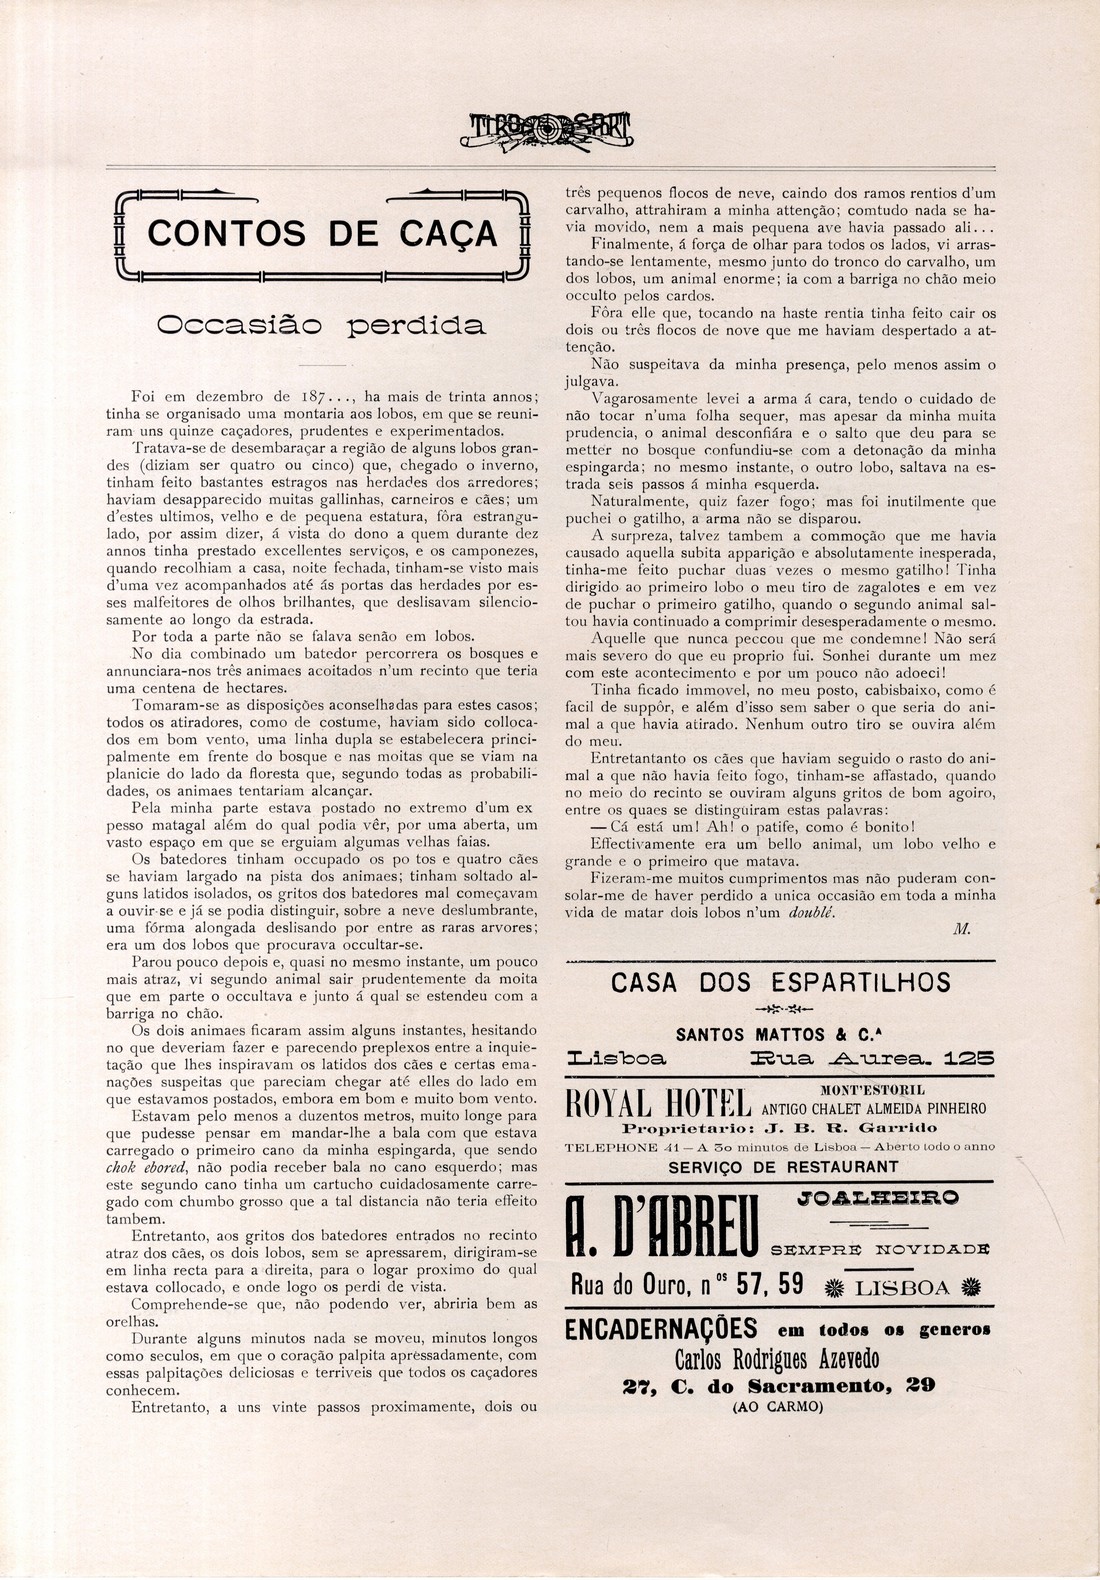 TIRO E SPORT
CONTOS DE CAÇA
Occasião perdida
Foi em dezembro de 187..., ha mais de trinta annos;
tinha se organisado uma montaria aos lobos, em que se reuni-
ram uns quinze caçadores, prudentes e experimentados.
Tratava-se de desembaraçar a região de alguns lobos gran-
des (diziam ser quatro ou cinco) que, chegado o inverno,
tinham feito bastantes estragos nas herdades dos arredores;
haviam desapparecido muitas gallinhas, carneiros e cães; um
d'estes ultimos, velho e de pequena estatura, fôra estrangu-
lado, por assim dizer, á vista do dono a quem durante dez
annos tinha prestado excellentes serviços, e os camponezes,
quando recolhiam a casa, noite fechada, tinham-se visto mais
d'uma vez acompanhados até ás portas das herdades por es-
ses malfeitores de olhos brilhantes, que deslisavam silencio-
samente ao longo da estrada.
Por toda a parte não se falava senão em lobos.
No dia combinado um batedor percorrera os bosques e
annunciara-nos três animaes acoitados n'um recinto que teria
uma centena de hectares.
Tomaram-se as disposições aconselhadas para estes casos;
todos os atiradores, como de costume, haviam sido colloca-
dos em bom vento, uma linha dupla se estabelecera princi-
palmente em frente do bosque e nas moitas que se viam na
planicie do lado da floresta que, segundo todas as probabili-
dades, os animaes tentariam alcançar.
Pela minha parte estava postado no extremo d'um ex
pesso matagal além do qual podia vêr, por uma aberta, um
vasto espaço em que se erguiam algumas velhas faias.
Os batedores tinham occupado os po tos e quatro cães
se haviam largado na pista dos animaes; tinham soltado al-
guns latidos isolados, os gritos dos batedores mal começavam
a ouvir-se e já se podia distinguir, sobre a neve deslumbrante,
uma fórma alongada deslisando por entre as raras arvores;
era um dos lobos que procurava occultar-se.
Parou pouco depois e, quasi no mesmo instante, um pouco
mais atraz, vi segundo animal sair prudentemente da moita
que em parte o occultava e junto á qual se estendeu com a
barriga no chão.
Os dois animaes ficaram assim alguns instantes, hesitando
no que deveriam fazer e parecendo preplexos entre a inquie-
tação que lhes inspiravam os latidos dos cães e certas ema-
nações suspeitas que pareciam chegar até elles do lado em
que estavamos postados, embora em bom e muito bom vento.
Estavam pelo menos a duzentos metros, muito longe para
que pudesse pensar em mandar-lhe a bala com que estava
carregado o primeiro cano da minha espingarda, que sendo
chok ebored, não podia receber bala no cano esquerdo; mas
este segundo cano tinha um cartucho cuidadosamente carre-
gado com chumbo grosso que a tal distancia não teria effeito
tambem.
Entretanto, aos gritos dos batedores entrados no recinto
atraz dos cães, os dois lobos, sem se apressarem, dirigiram-se
em linha recta para a direita, para o logar proximo do qual
estava collocado, e onde logo os perdi de vista.
Comprehende-se que, não podendo ver, abriria bem as
orelhas.
Durante alguns minutos nada se moveu, minutos longos
como seculos, em que o coração palpita apressadamente, com
essas palpitações deliciosas e terriveis que todos os caçadores
conhecem.
Entretanto, a uns vinte passos proximamente, dois ou
três pequenos flocos de neve, caindo dos ramos rentios d'um
carvalho, attrahiram a minha attenção; comtudo nada se ha-
via movido, nem a mais pequena ave havia passado ali...
Finalmente, á força de olhar para todos os lados, vi arras-
tando-se lentamente, mesmo junto do tronco do carvalho, um
dos lobos, um animal enorme; ia com a barriga no chão meio
occulto pelos cardos.
Fôra elle que, tocando na haste rentia tinha feito cair os
dois ou três flocos de nove que me haviam despertado a at-
tenção.
Não suspeitava da minha presença, pelo menos assim o
julgava.
Vagarosamente levei a arma á cara, tendo o cuidado de
não tocar n'uma folha sequer, mas apesar da minha muita
prudencia, o animal desconfiára e o salto que deu para se
metter no bosque confundiu-se com a detonação da minha
espingarda; no mesmo instante, o outro lobo, saltava na es-
trada seis passos á minha esquerda.
Naturalmente, quiz fazer fogo; mas foi inutilmente que
puchei o gatilho, a arma não se disparou.
A surpreza, talvez tambem a commoção que me havia
causado aquella subita apparição e absolutamente inesperada,
tinha-me feito puchar duas vezes o mesmo gatilho! Tinha
dirigido ao primeiro lobo o meu tiro de zagalotes e em vez
de puchar o primeiro gatilho, quando o segundo animal sal-
tou havia continuado a comprimir desesperadamente o mesmo.
Aquelle que nunca peccou que me condemne! Não será
mais severo do que eu proprio fui. Sonhei durante um mez
com este acontecimento e por um pouco não adoeci!
Tinha ficado immovel, no meu posto, cabisbaixo, como é
facil de suppôr, e além d'isso sem saber o que seria do ani-
mal a que havia atirado. Nenhum outro tiro se ouvira além
do meu.
Entretantanto os cães que haviam seguido o rasto do ani-
mal a que não havia feito fogo, tinham-se affastado, quando
no meio do recinto se ouviram alguns gritos de bom agoiro,
entre os quaes se distinguiram estas palavras:
— Cá está um! Ah! o patife, como é bonito!
Effectivamente era um bello animal, um lobo velho e
grande e o primeiro que matava.
Fizeram-me muitos cumprimentos mas não puderam con-
solar-me de haver perdido a unica occasião em toda a minha
vida de matar dois lobos n'um doublé.
M.
CASA DOS ESPARTILHOS
SANTOS MATTOS & C.ª
Lisboa Rua Aurea. 125
ROYAL HOTEL MONT'ESTORIL
ANTIGO CHALET ALMEIDA PINHEIRO
Proprietario: J. B. R. Garrido
TELEPHONE 41 — A 30 minutos de Lisboa — Aberto todo o anno
SERVIÇO DE RESTAURANT
A. D'ABREU JOALHEIRO
SEMPRE NOVIDADE
Rua do Ouro, nos 57, 59 LISBOA
ENCADERNAÇÕES em todos os generos
Carlos Rodrigues Azevedo
27, C. do Sacramento, 29
(AO CARMO)